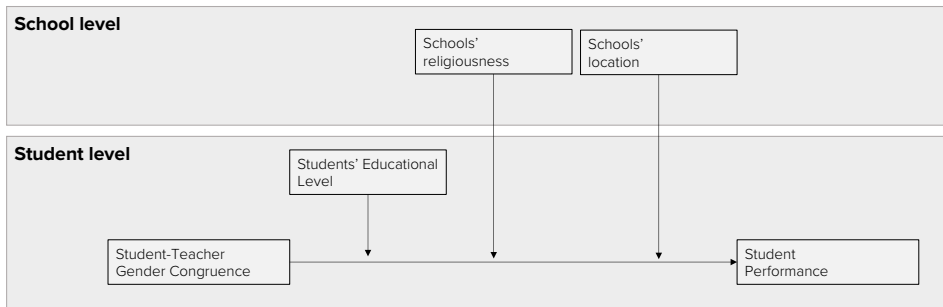 School level
Schools’
religiousness
Schools’
location
Student level
Students’ Educational
Level
Student-Teacher
Gender Congruence
Student
Performance